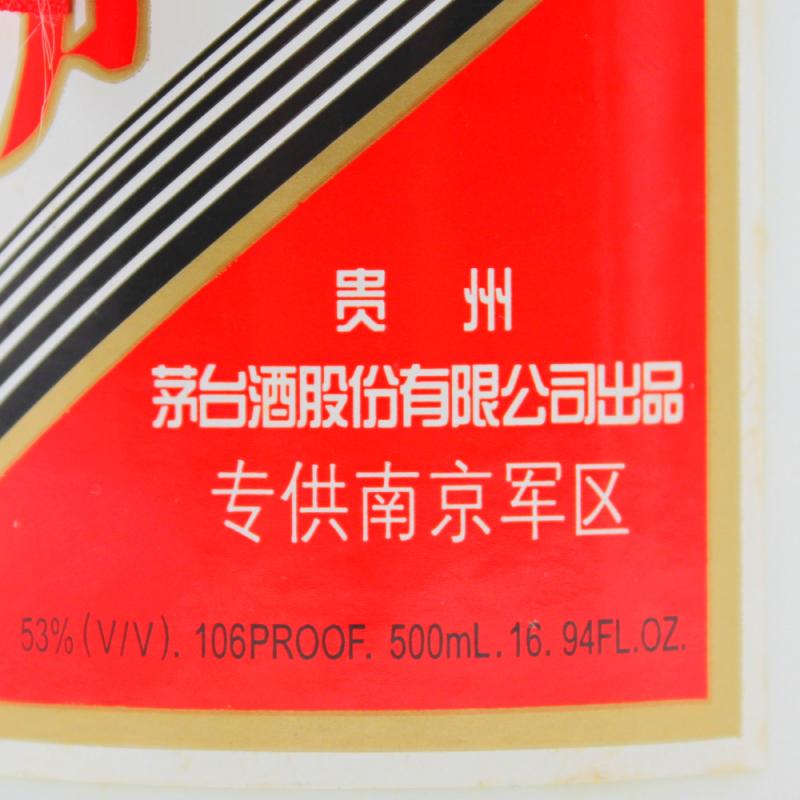 贵 州
茅台酒股份有限公司出品
专供南京军区
53%(V/V). 106PROOF. 500mL. 16. 94FL.OZ.